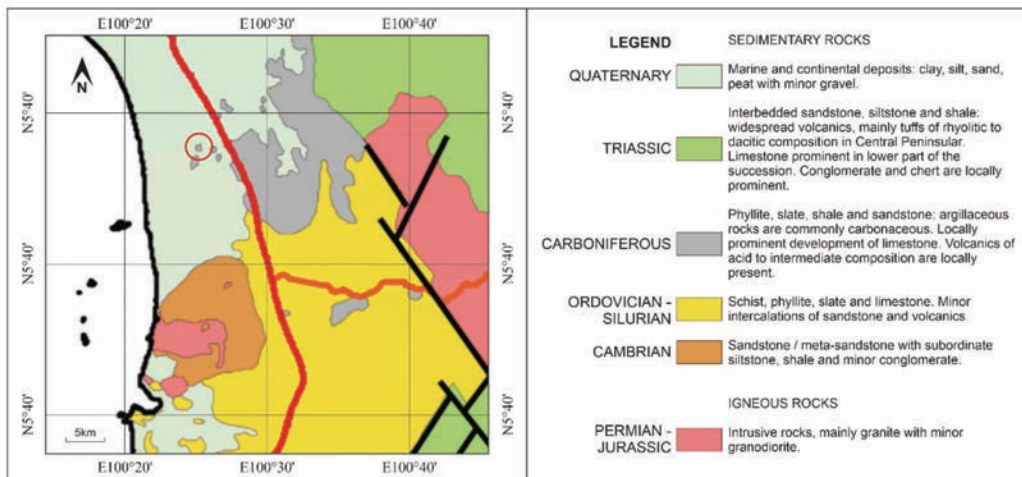 E100°20' E100°30' E100°40'
N
N5°40' N5°40'
N5°40' N5°40'
N5°40' N5°40'
5km
E100°20' E100°30' E100°40'
LEGEND SEDIMENTARY ROCKS
QUATERNARY
Marine and continental deposits: clay, silt, sand,
peat with minor gravel.
TRIASSIC
Interbedded sandstone, siltstone and shale:
widespread volcanics, mainly tuffs of rhyolitic to
dacitic composition in Central Peninsular.
Limestone prominent in lower part of the
succession. Conglomerate and chert are locally
prominent.
CARBONIFEROUS
Phyllite, slate, shale and sandstone: argillaceous
rocks are commonly carbonaceous. Locally
prominent development of limestone. Volcanics of
acid to intermediate composition are locally
present.
ORDOVICIAN -
SILURIAN
Schist, phyllite, slate and limestone. Minor
intercalations of sandstone and volcanics.
CAMBRIAN
Sandstone / meta-sandstone with subordinate
siltstone, shale and minor conglomerate.
IGNEOUS ROCKS
PERMIAN -
JURASSIC
Intrusive rocks, mainly granite with minor
granodiorite.